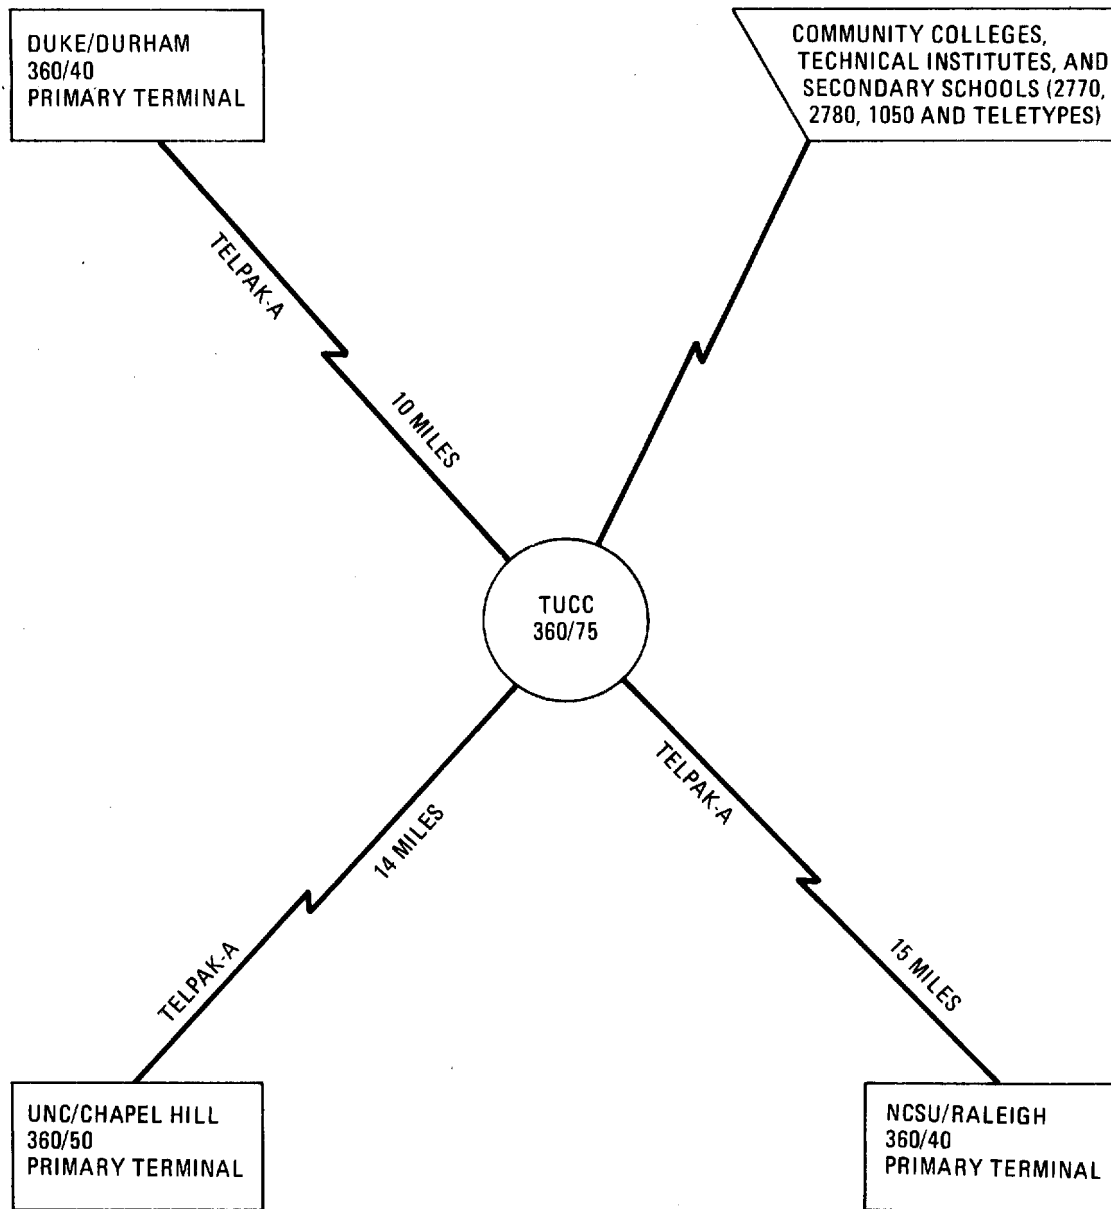 DUKE/DURHAM
360/40
PRIMARY TERMINAL
COMMUNITY COLLEGES,
TECHNICAL INSTITUTES, AND
SECONDARY SCHOOLS (2770,
2780, 1050 AND TELETYPES)
TELPAK-A
10 MILES
TUCC
360/75
TELPAK-A
14 MILES
TELPAK-A
15 MILES
UNC/CHAPEL HILL
360/50
PRIMARY TERMINAL
NCSU/RALEIGH
360/40
PRIMARY TERMINAL